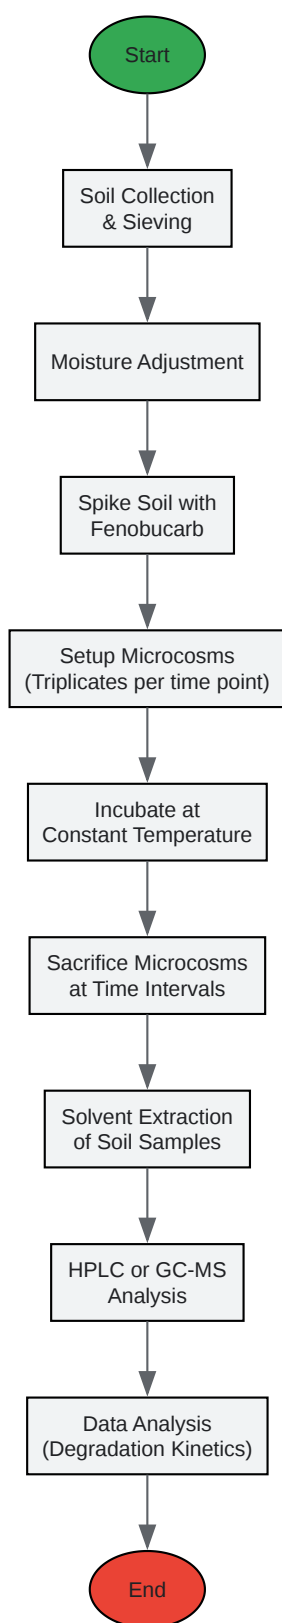 Start
Soil Collection
& Sieving
Moisture Adjustment
Spike Soil with
Fenobucarb
Setup Microcosms
(Triplicates per time point)
Incubate at
Constant Temperature
Sacrifice Microcosms
at Time Intervals
Solvent Extraction
of Soil Samples
HPLC or GC-MS
Analysis
Data Analysis
(Degradation Kinetics)
End